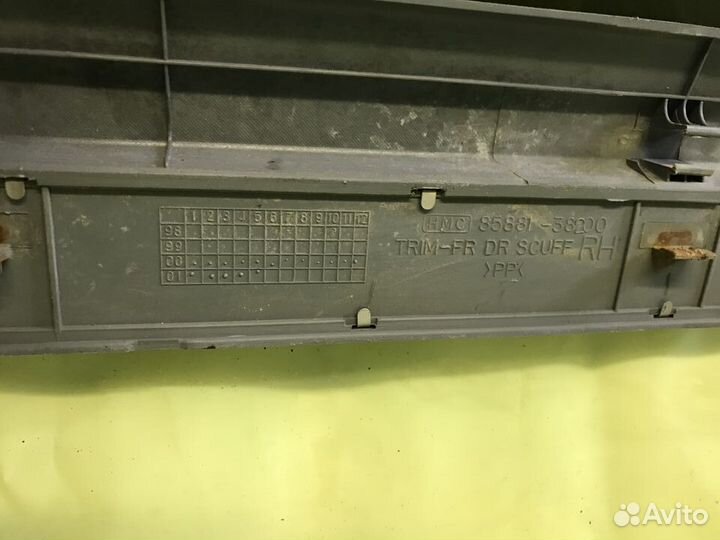 1 2 3 4 5 6 7 8 9 10 11 12
98
99
00
01
HMC 85881-38200
TRIM-FR DR SCUFF RH
>PP<
Avito